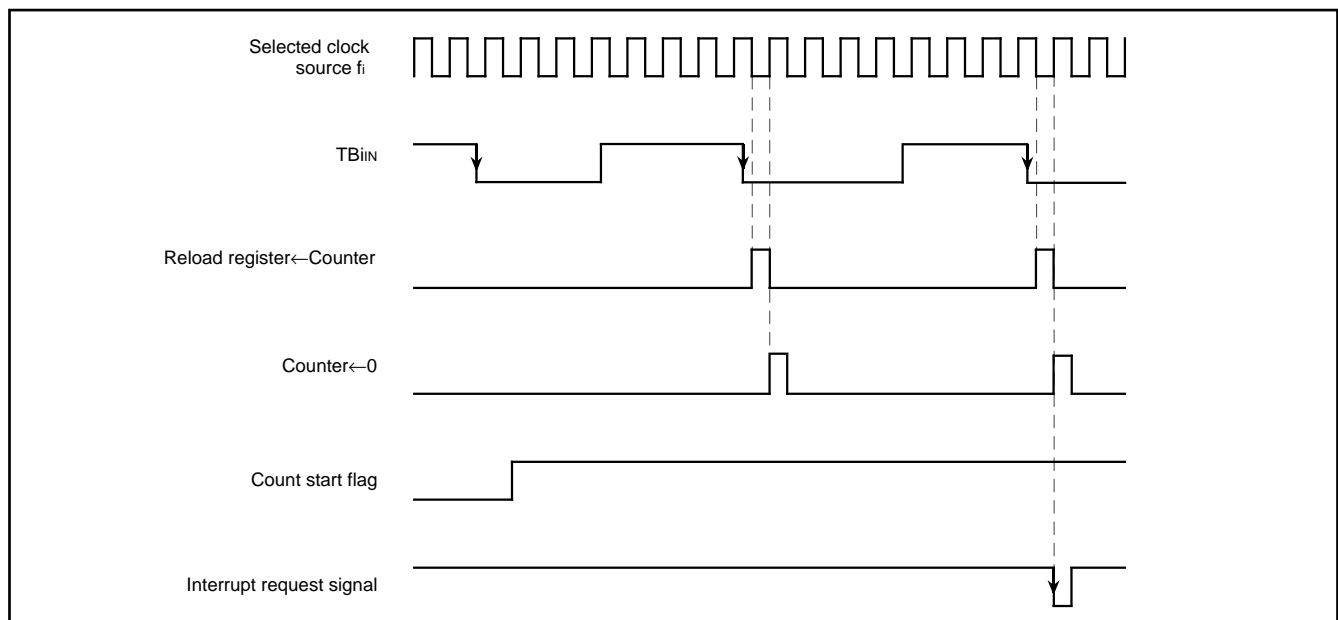 Selected clock
source fi
TBiIN
Reload register←Counter
Counter←0
Count start flag
Interrupt request signal